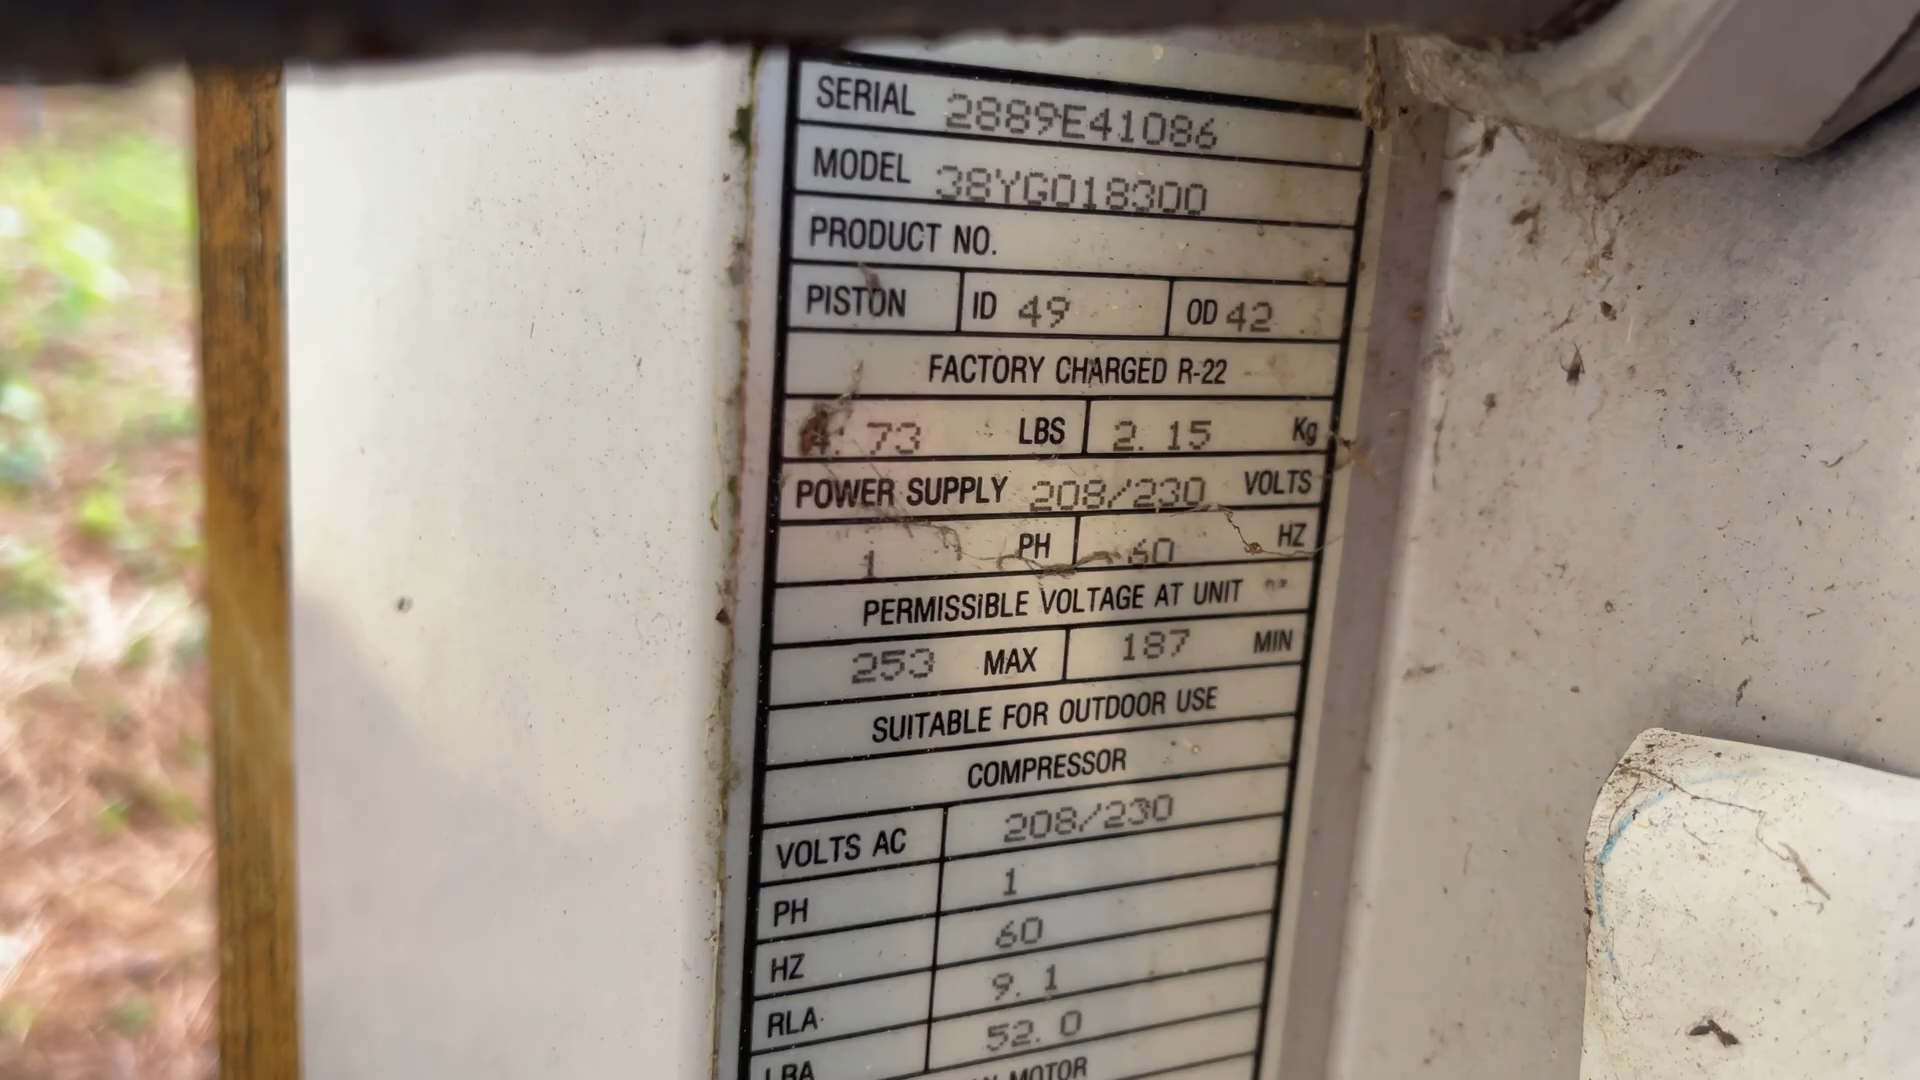 SERIAL 2889E41086
MODEL 38YG018300
PRODUCT NO.
PISTON ID 49 OD 42
FACTORY CHARGED R-22
4.73 LBS 2.15 Kg
POWER SUPPLY 208/230 VOLTS
1 PH 60 HZ
PERMISSIBLE VOLTAGE AT UNIT
253 MAX 187 MIN
SUITABLE FOR OUTDOOR USE
COMPRESSOR
VOLTS AC 208/230
PH 1
HZ 60
RLA 9.1
LRA 52.0
MOTOR